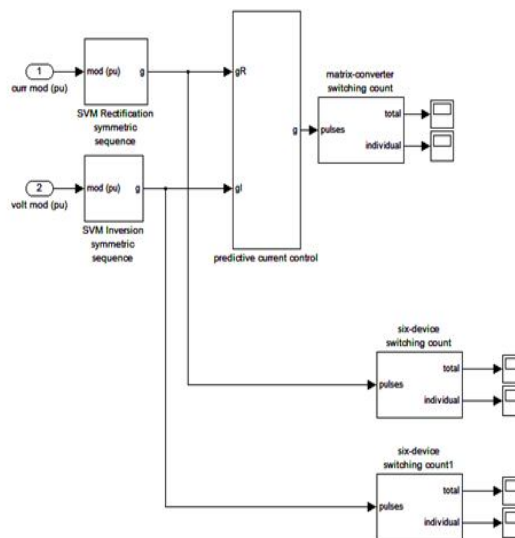 1
curr mod (pu)
mod (pu)
g
SVM Rectification
symmetric
sequence
2
volt mod (pu)
mod (pu)
g
SVM Inversion
symmetric
sequence
gR
gI
g
predictive current control
matrix-converter
switching count
pulses
total
individual
six-device
switching count
pulses
total
individual
six-device
switching count1
pulses
total
individual